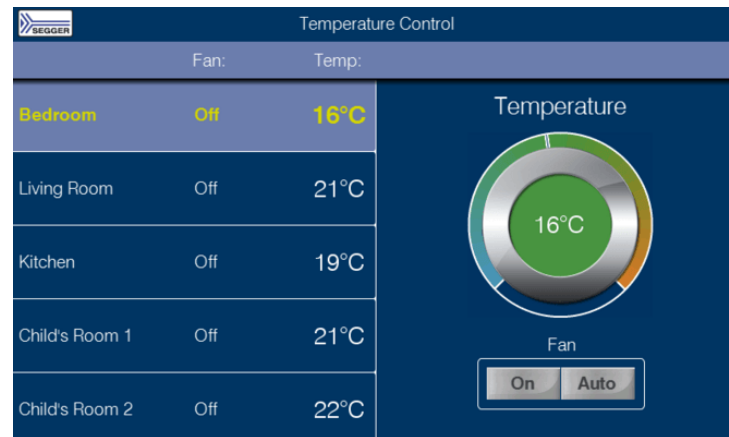 SEGGER
Temperature Control
Fan: Temp:
Bedroom Off 16°C
Living Room Off 21°C
Kitchen Off 19°C
Child's Room 1 Off 21°C
Child's Room 2 Off 22°C
Temperature
16°C
Fan
On Auto